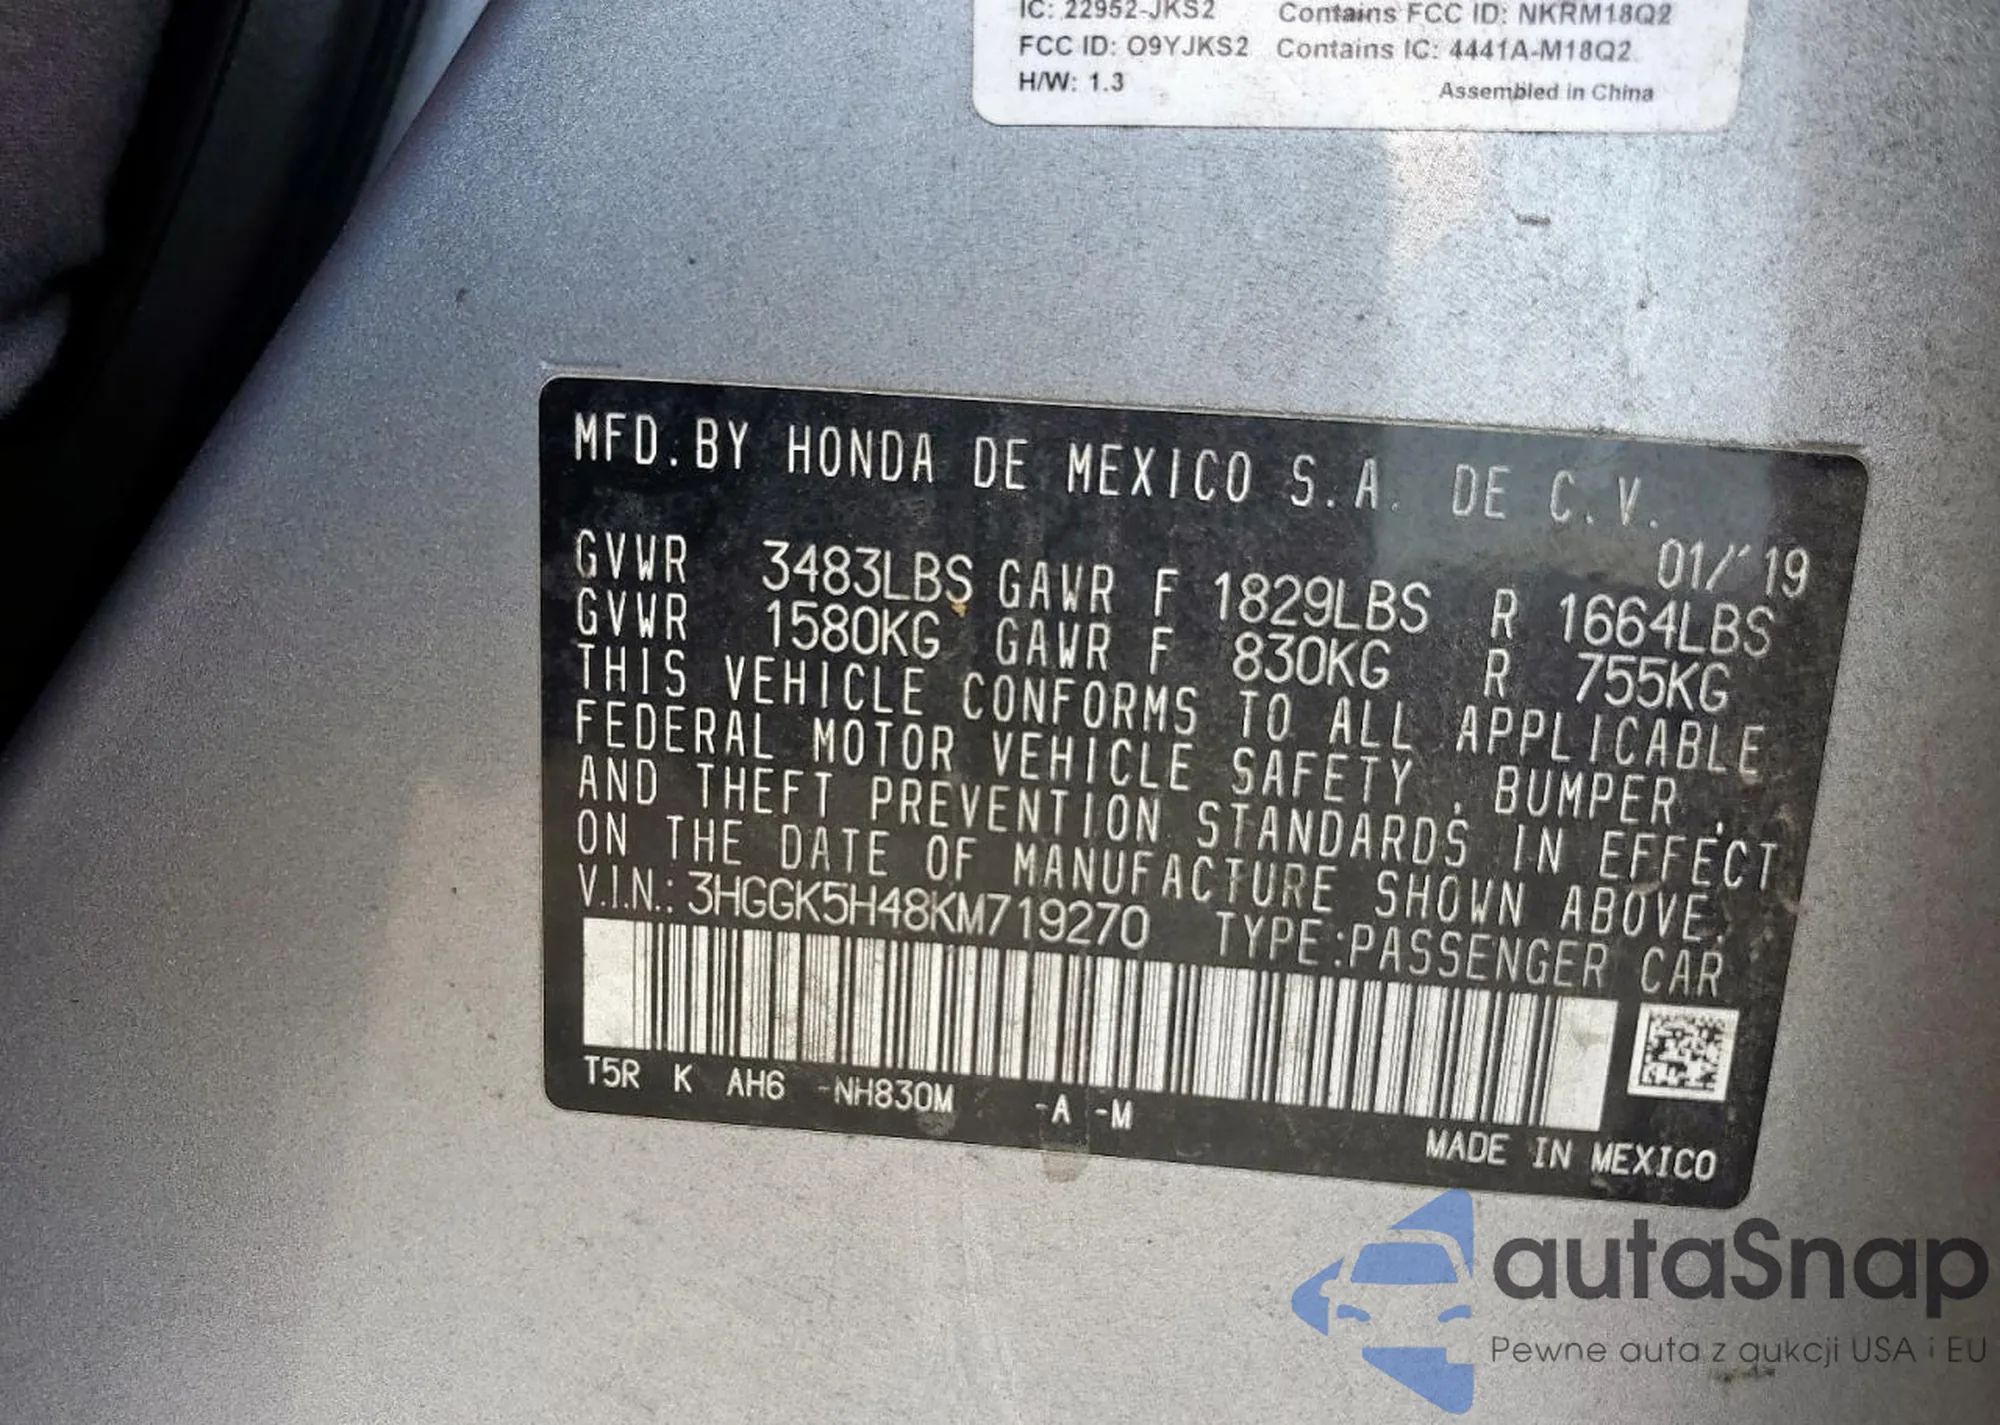 IC: 22952-JKS2 Contains FCC ID: NKRM18Q2
FCC ID: O9YJKS2 Contains IC: 4441A-M18Q2
H/W: 1.3 Assembled in China
MFD. BY HONDA DE MEXICO S.A. DE C.V.
01/'19
GVWR 3483LBS GAWR F 1829LBS R 1664LBS
GVWR 1580KG GAWR F 830KG R 755KG
THIS VEHICLE CONFORMS TO ALL APPLICABLE
FEDERAL MOTOR VEHICLE SAFETY, BUMPER,
AND THEFT PREVENTION STANDARDS IN EFFECT
ON THE DATE OF MANUFACTURE SHOWN ABOVE.
V.I.N.: 3HGGK5H48KM719270 TYPE:PASSENGER CAR
T5R K AH6 -NH830M -A -M
MADE IN MEXICO
autaSnap
Pewne auta z aukcji USA i EU